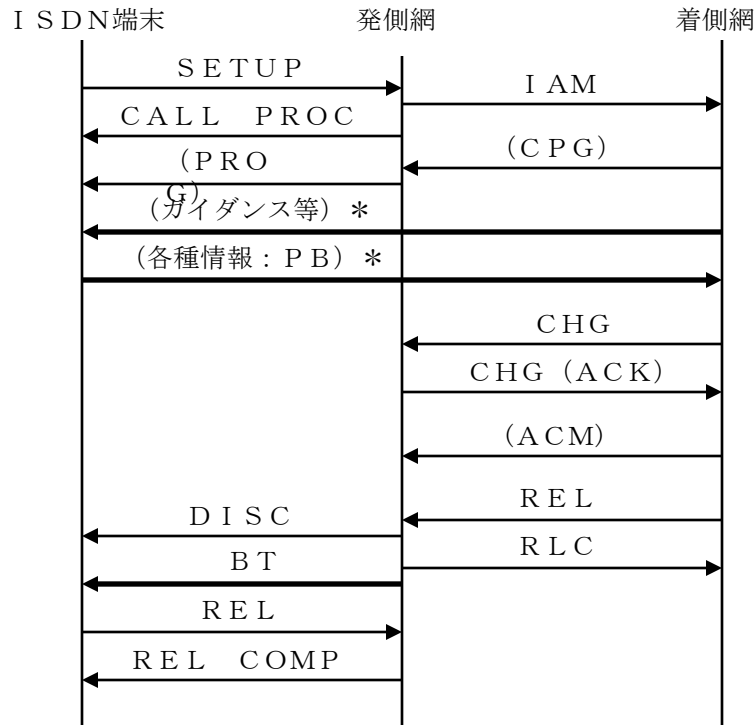 ISDN端末 発側網 着側網
SETUP
IAM
CALL PROC
(CPG)
(PRO
G)
(ガイダンス等)*
(各種情報:PB)*
CHG
CHG(ACK)
(ACM)
REL
DISC
RLC
BT
REL
REL COMP